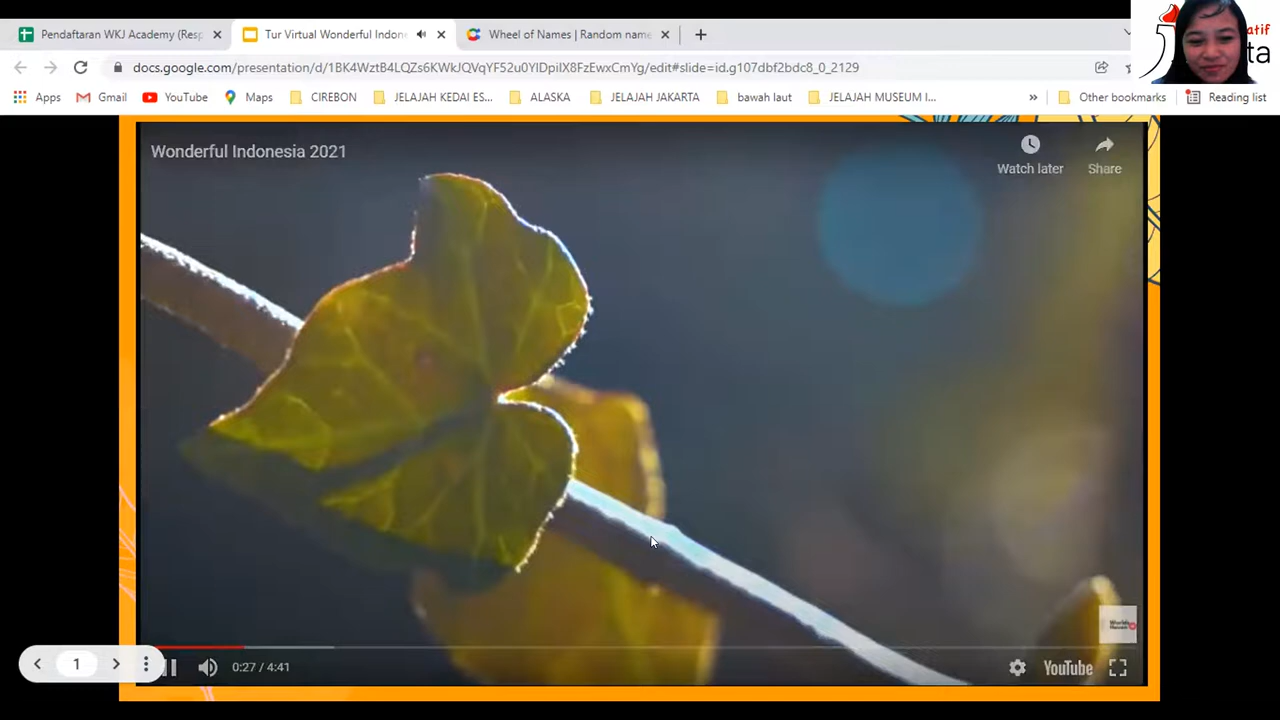 Pendaftaran WKJ Academy (Resp
Tur Virtual Wonderful Indone
Wheel of Names | Random name
docs.google.com/presentation/d/1BK4WztB4LQZs6KWkJQVqYF52dYlDpiIX8FzEwxCmYg/edit#slide=id.g107dbf2bdc8_0_2129
Apps Gmail YouTube Maps CIREBON JELAJAH KEDAI ES... ALASKA JELAJAH JAKARTA bawah laut JELAJAH MUSEUM I... » Other bookmarks Reading list
Wonderful Indonesia 2021
Watch later
Share
1
0:27 / 4:41
YouTube